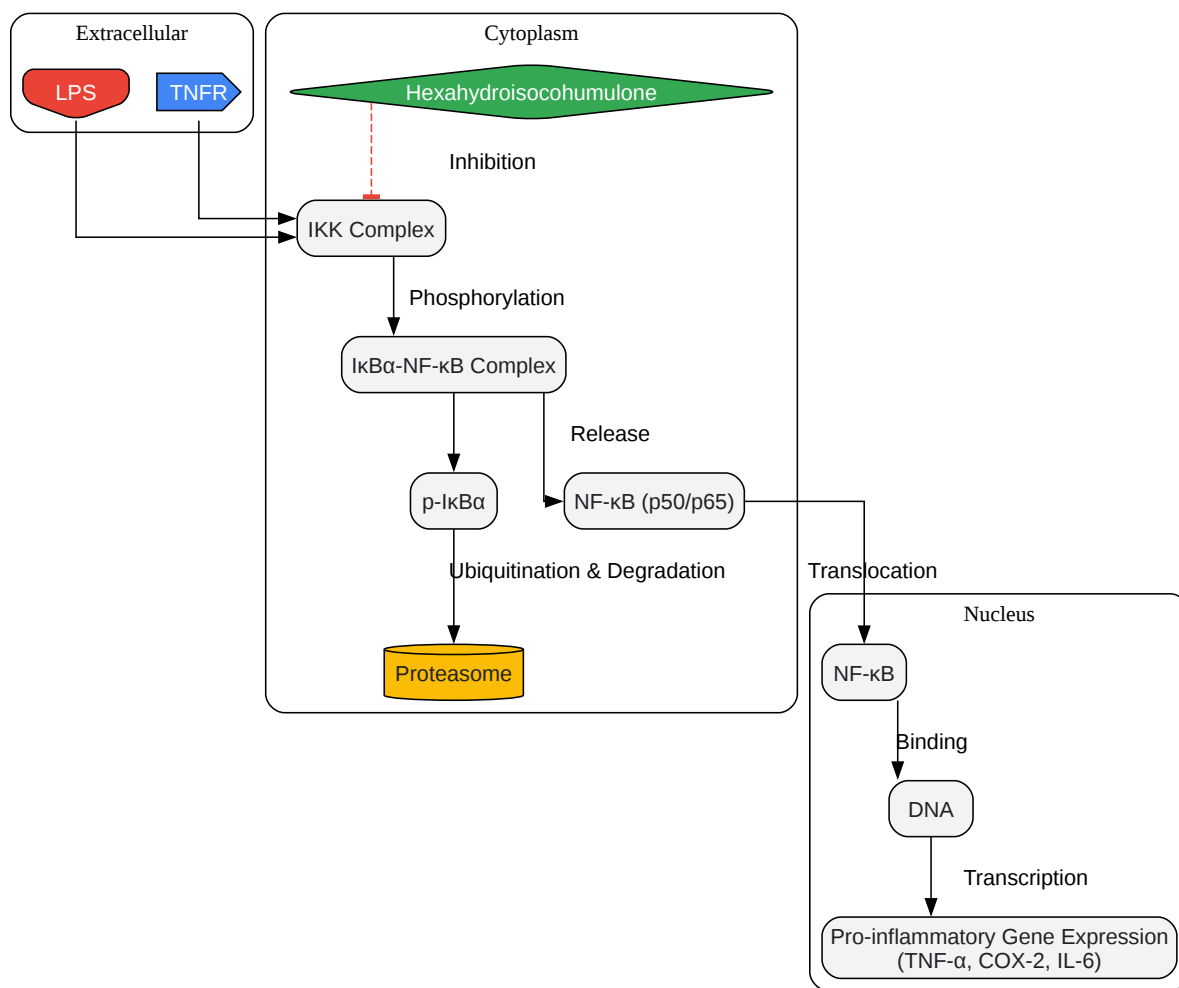 Extracellular
Cytoplasm
LPS
TNFR
Hexahydroisocohumulone
Inhibition
IKK Complex
Phosphorylation
IκBα-NF-κB Complex
Release
p-IκBα
NF-κB (p50/p65)
Ubiquitination & Degradation
Translocation
Nucleus
Proteasome
NF-κB
Binding
DNA
Transcription
Pro-inflammatory Gene Expression
(TNF-α, COX-2, IL-6)